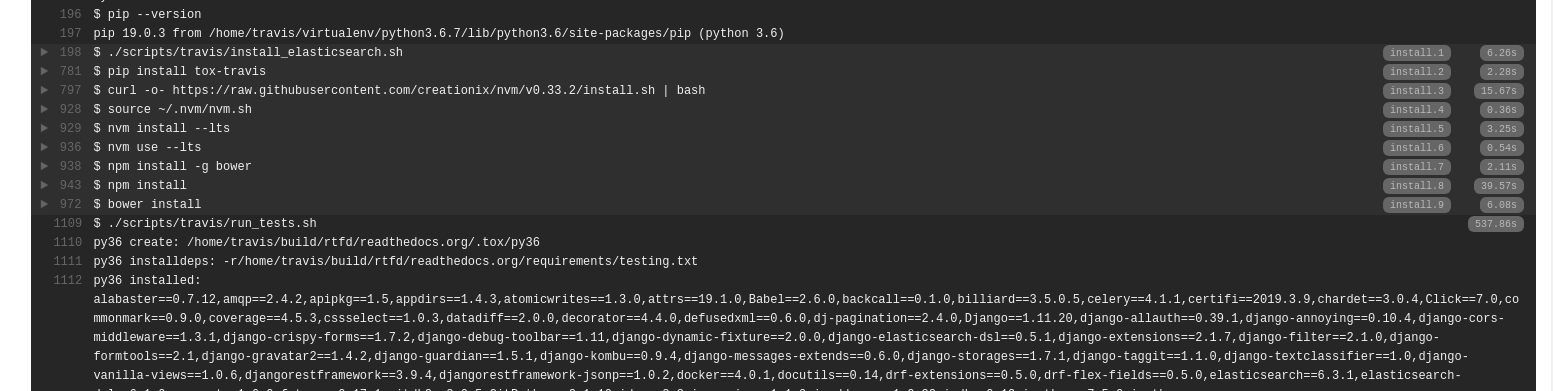 196 $ pip --version
197 pip 19.0.3 from /home/travis/virtualenv/python3.6.7/lib/python3.6/site-packages/pip (python 3.6)
198 $ ./scripts/travis/install_elasticsearch.sh install.1 6.26s
781 $ pip install tox-travis install.2 2.28s
797 $ curl -o- https://raw.githubusercontent.com/creationix/nvm/v0.33.2/install.sh | bash install.3 15.67s
928 $ source ~/.nvm/nvm.sh install.4 0.36s
929 $ nvm install --lts install.5 3.25s
936 $ nvm use --lts install.6 0.54s
938 $ npm install -g bower install.7 2.11s
943 $ npm install install.8 39.57s
972 $ bower install install.9 6.08s
1109 $ ./scripts/travis/run_tests.sh 537.86s
1110 py36 create: /home/travis/build/rtfd/readthedocs.org/.tox/py36
1111 py36 installdeps: -r/home/travis/build/rtfd/readthedocs.org/requirements/testing.txt
1112 py36 installed:
alabaster==0.7.12,amqp==2.4.2,apipkg==1.5,appdirs==1.4.3,atomicwrites==1.3.0,attrs==19.1.0,Babel==2.6.0,backcall==0.1.0,billiard==3.5.0.5,celery==4.1.1,certifi==2019.3.9,chardet==3.0.4,Click==7.0,co
mmonmark==0.9.0,coverage==4.5.3,cssselect==1.0.3,datadiff==2.0.0,decorator==4.4.0,defusedxml==0.6.0,dj-pagination==2.4.0,Django==1.11.20,django-allauth==0.39.1,django-annoying==0.10.4,django-cors-
middleware==1.3.1,django-crispy-forms==1.7.2,django-debug-toolbar==1.11,django-dynamic-fixture==2.0.0,django-elasticsearch-dsl==0.5.1,django-extensions==2.1.7,django-filter==2.1.0,django-
formtools==2.1,django-gravatar2==1.4.2,django-guardian==1.5.1,django-kombu==0.9.4,django-messages-extends==0.6.0,django-storages==1.7.1,django-taggit==1.1.0,django-textclassifier==1.0,django-
vanilla-views==1.0.6,djangorestframework==3.9.4,djangorestframework-jsonp==1.0.2,docker==4.0.1,docutils==0.14,drf-extensions==0.5.0,drf-flex-fields==0.5.0,elasticsearch==6.3.1,elasticsearch-